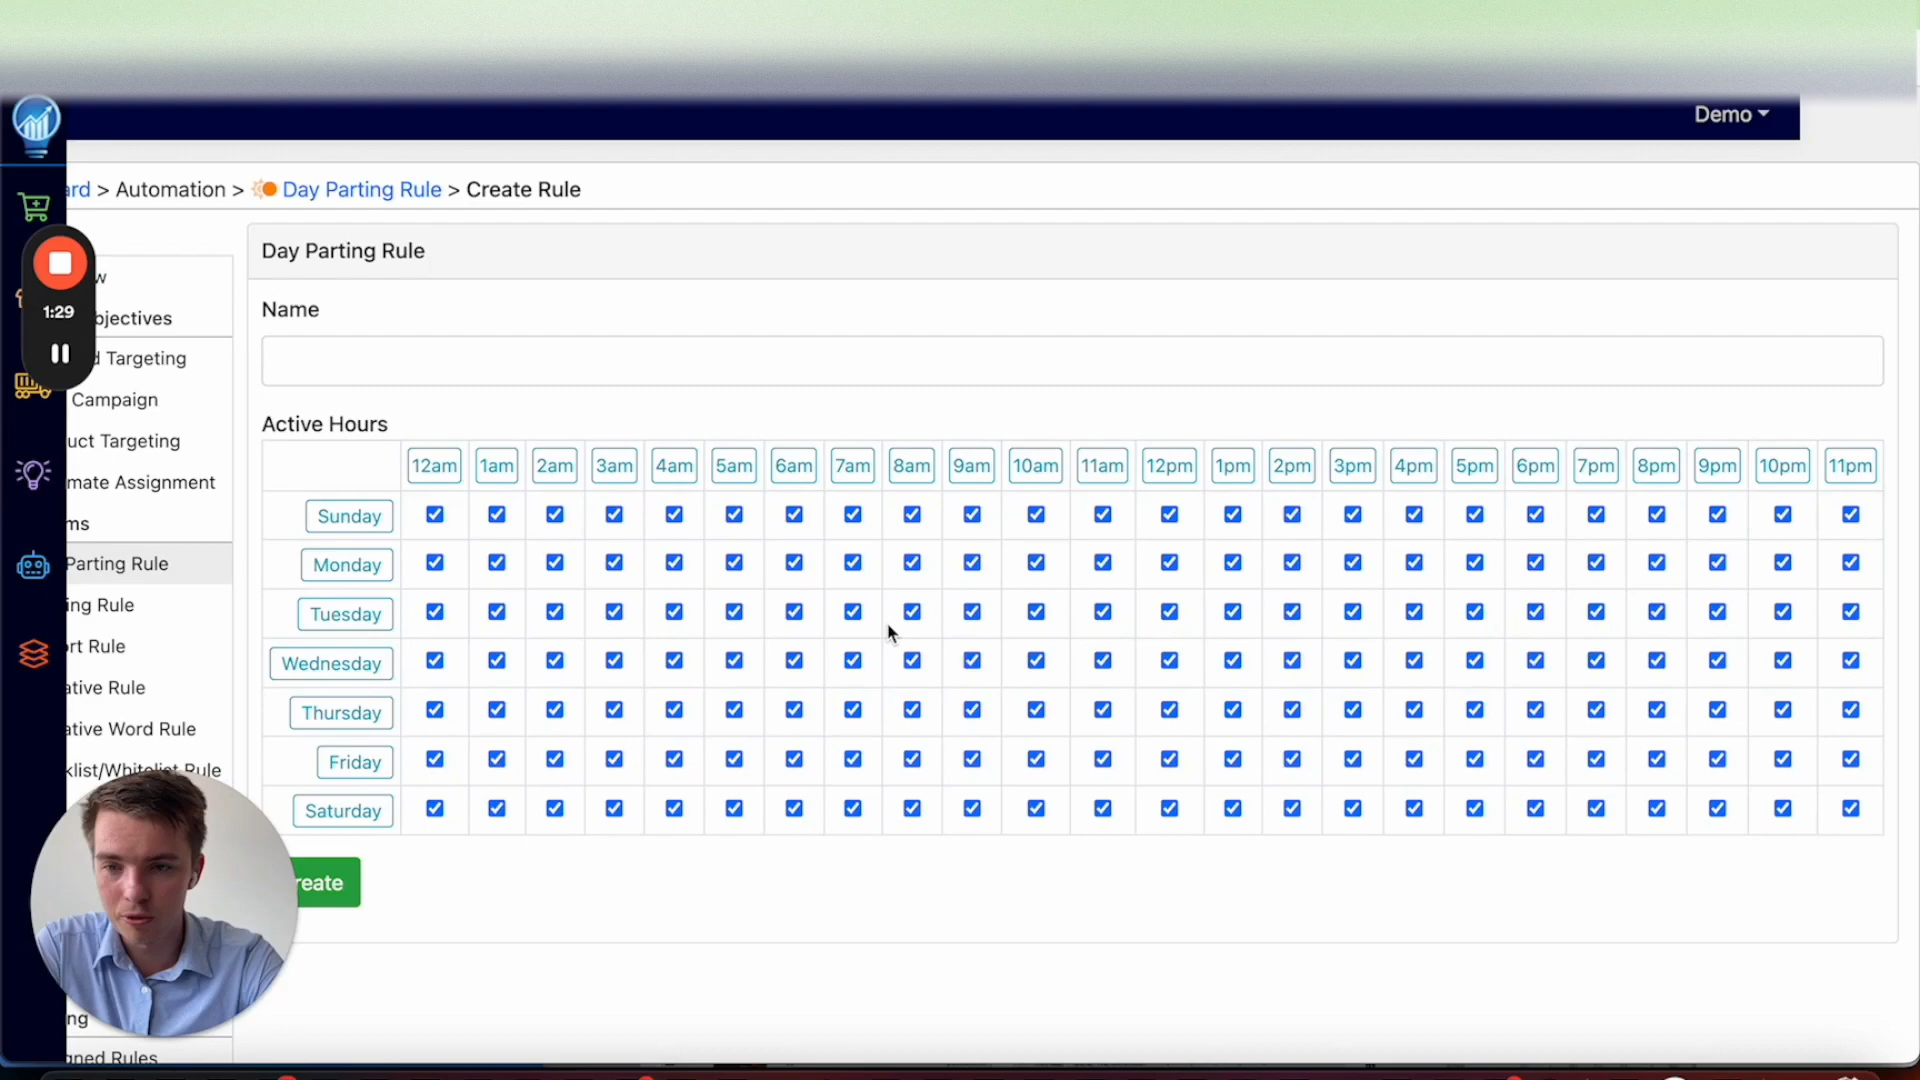 Demo
ard > Automation > Day Parting Rule > Create Rule
Day Parting Rule
w
1:29
bjectives
Name
d Targeting
Campaign
uct Targeting
mate Assignment
ms
Parting Rule
ing Rule
rt Rule
ative Rule
ative Word Rule
klist/Whitelist Rule
ng
gned Rules
Active Hours
12am 1am 2am 3am 4am 5am 6am 7am 8am 9am 10am 11am 12pm 1pm 2pm 3pm 4pm 5pm 6pm 7pm 8pm 9pm 10pm 11pm
Sunday
Monday
Tuesday
Wednesday
Thursday
Friday
Saturday
reate